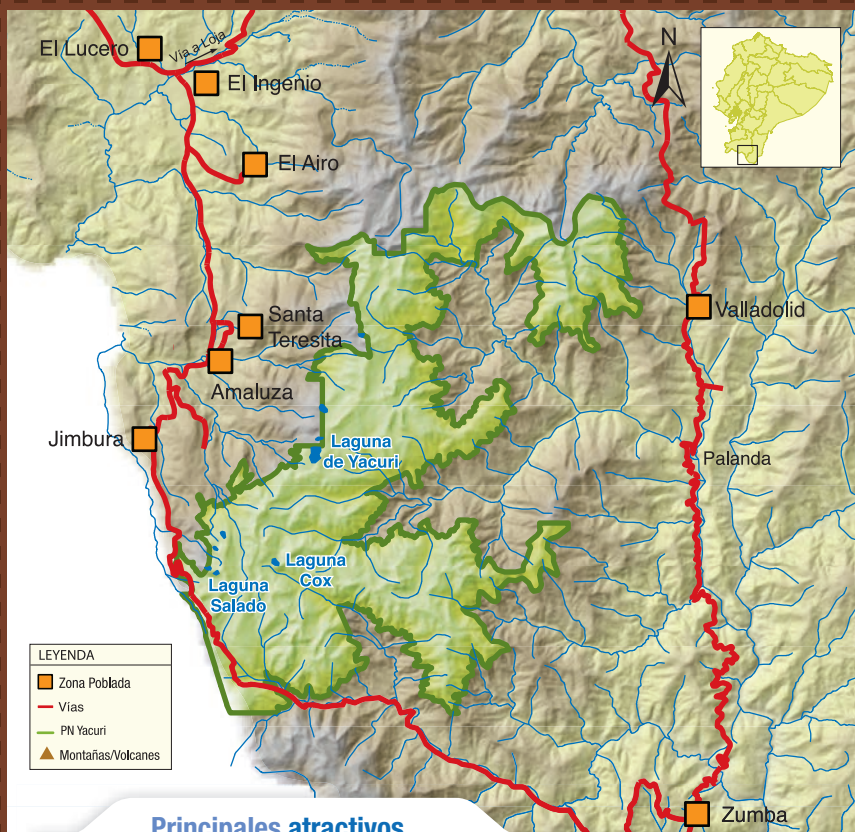 El Lucero
Vía a Loja
N
El Ingenio
El Airo
Santa
Teresita
Valladolid
Amaluza
Jimbura
Laguna
de Yacuri
Palanda
Laguna
Cox
Laguna
Salado
LEYENDA
Zona Poblada
Vías
PN Yacuri
Montañas/Volcanes
Zumba
Principales atractivos